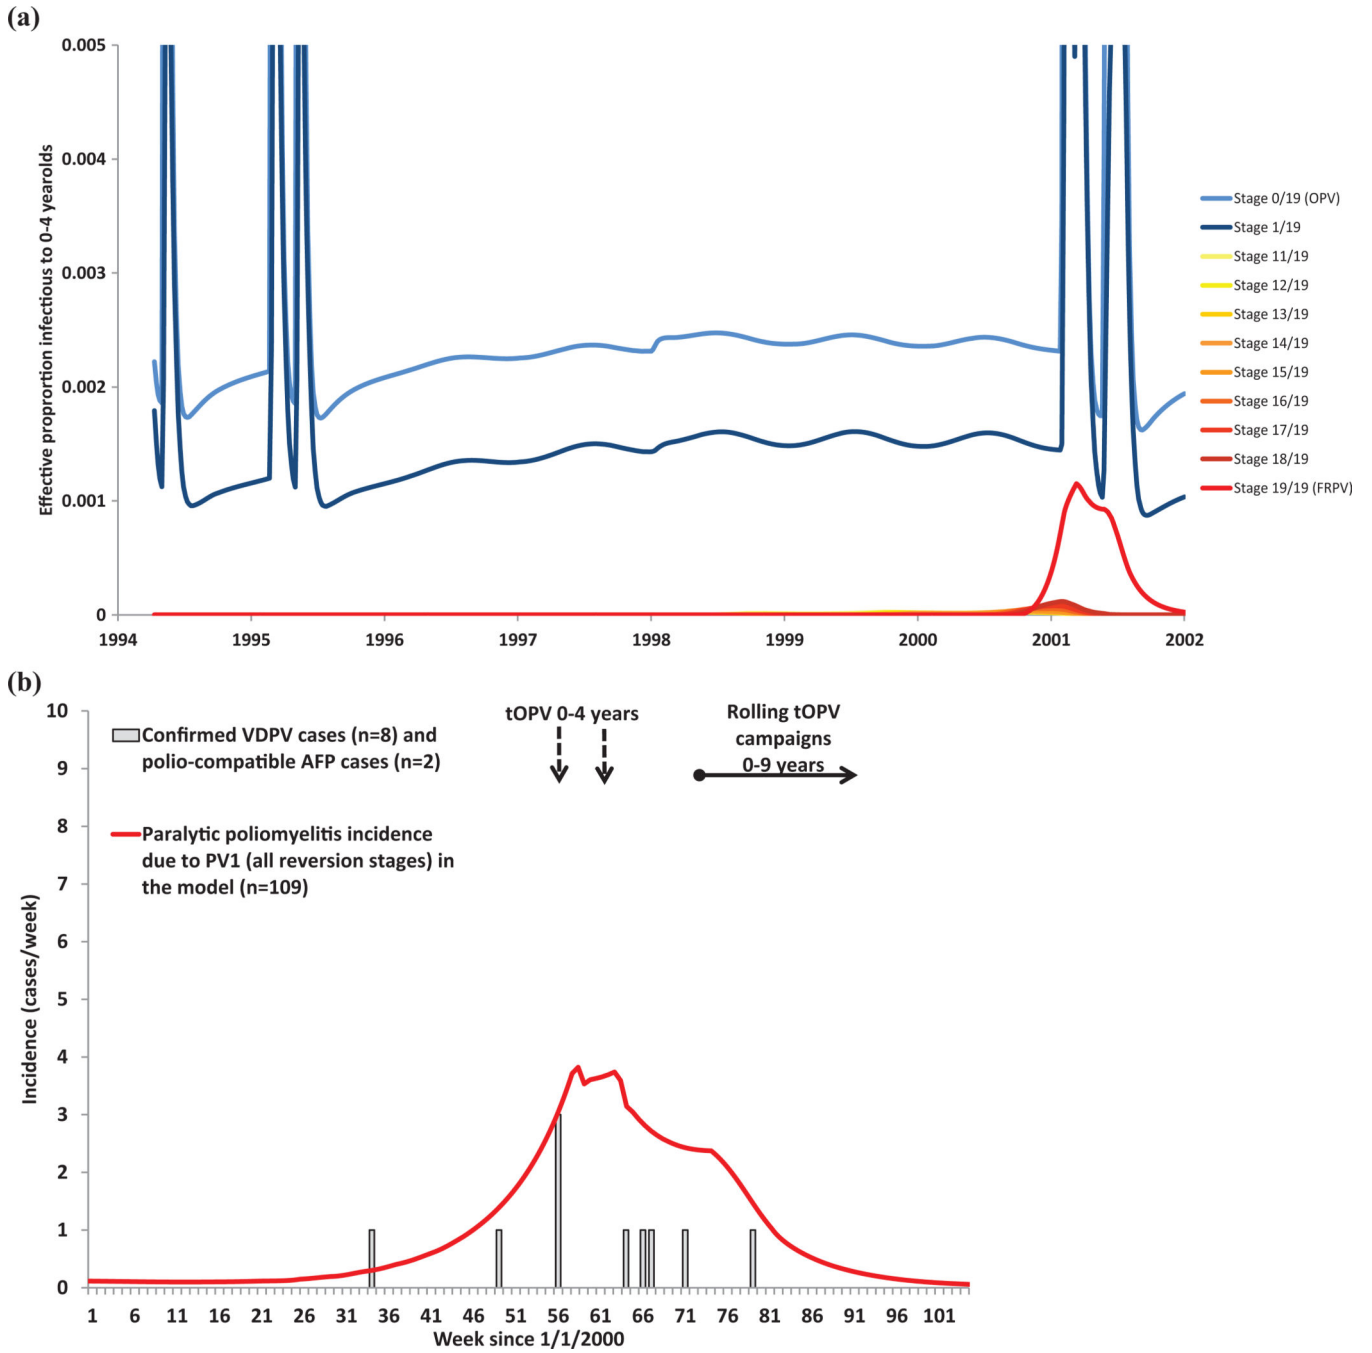 (a)
Effective proprortion infectious to 0-4 yearolds
0.005
0.004
0.003
0.002
0.001
0
1994 1995 1996 1997 1998 1999 2000 2001 2002
Stage 0/19 (OPV)
Stage 1/19
Stage 11/19
Stage 12/19
Stage 13/19
Stage 14/19
Stage 15/19
Stage 16/19
Stage 17/19
Stage 18/19
Stage 19/19 (FRPV)
(b)
Incidence (cases/week)
10
9
8
7
6
5
4
3
2
1
0
Confirmed VDPV cases (n=8) and
polio-compatible AFP cases (n=2)
Paralytic poliomyelitis incidence
due to PV1 (all reversion stages) in
the model (n=109)
tOPV 0-4 years
Rolling tOPV
campaigns
0-9 years
1 6 11 16 21 26 31 36 41 46 51 56 61 66 71 76 81 86 91 96 101
Week since 1/1/2000